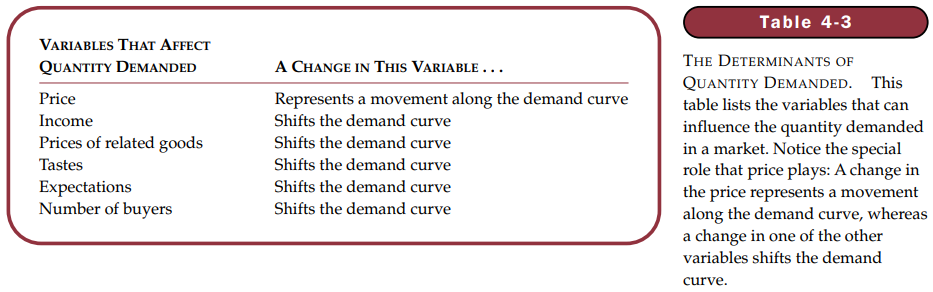 VARIABLES THAT AFFECT
QUANTITY DEMANDED A CHANGE IN THIS VARIABLE . . .
Price Represents a movement along the demand curve
Income Shifts the demand curve
Prices of related goods Shifts the demand curve
Tastes Shifts the demand curve
Expectations Shifts the demand curve
Number of buyers Shifts the demand curve
Table 4-3
THE DETERMINANTS OF
QUANTITY DEMANDED. This
table lists the variables that can
influence the quantity demanded
in a market. Notice the special
role that price plays: A change in
the price represents a movement
along the demand curve, whereas
a change in one of the other
variables shifts the demand
curve.